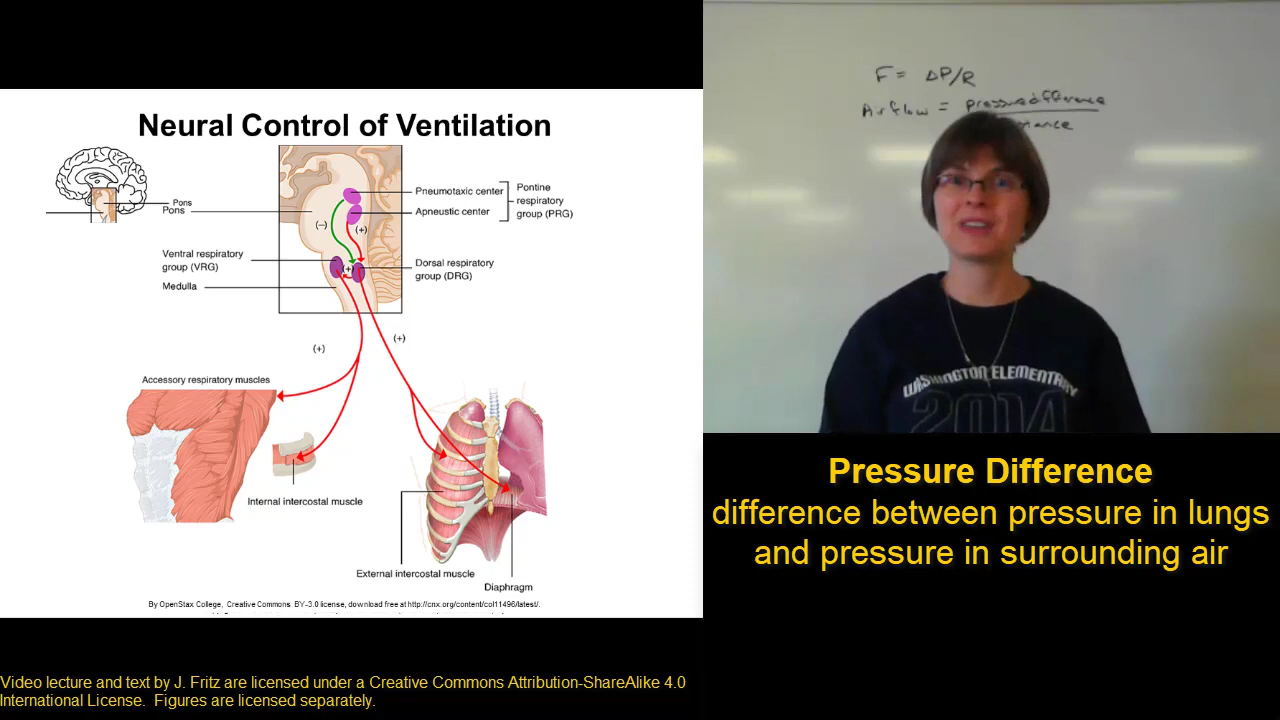 Neural Control of Ventilation
Pons
Pons
Pneumotaxic center
Apneustic center
Pontine
respiratory
group (PRG)
(−)
(+)
Ventral respiratory
group (VRG)
(+)
Dorsal respiratory
group (DRG)
Medulla
(+)
(+)
Accessory respiratory muscles
Internal intercostal muscle
External intercostal muscle
Diaphragm
By OpenStax College, Creative Commons BY-3.0 license, download free at http://cnx.org/content/col11496/latest/.
F = ΔP/R
Airflow = pressure difference
WASHINGTON ELEMENTARY
2014
Pressure Difference
difference between pressure in lungs
and pressure in surrounding air
Video lecture and text by J. Fritz are licensed under a Creative Commons Attribution-ShareAlike 4.0
International License. Figures are licensed separately.